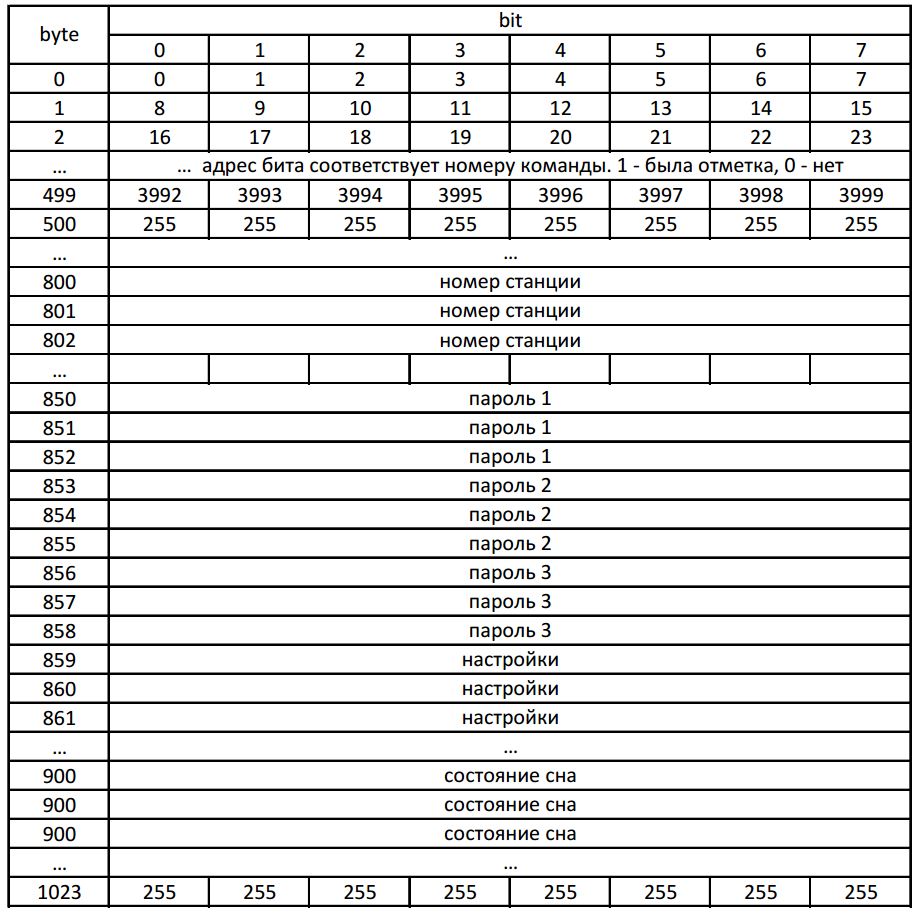 byte bit
0 1 2 3 4 5 6 7
0 0 1 2 3 4 5 6 7
1 8 9 10 11 12 13 14 15
2 16 17 18 19 20 21 22 23
... ... адрес бита соответствует номеру команды. 1 - была отметка, 0 - нет
499 3992 3993 3994 3995 3996 3997 3998 3999
500 255 255 255 255 255 255 255 255
... ...
800 номер станции
801 номер станции
802 номер станции
...
850 пароль 1
851 пароль 1
852 пароль 1
853 пароль 2
854 пароль 2
855 пароль 2
856 пароль 3
857 пароль 3
858 пароль 3
859 настройки
860 настройки
861 настройки
... ...
900 состояние сна
900 состояние сна
900 состояние сна
... ...
1023 255 255 255 255 255 255 255 255